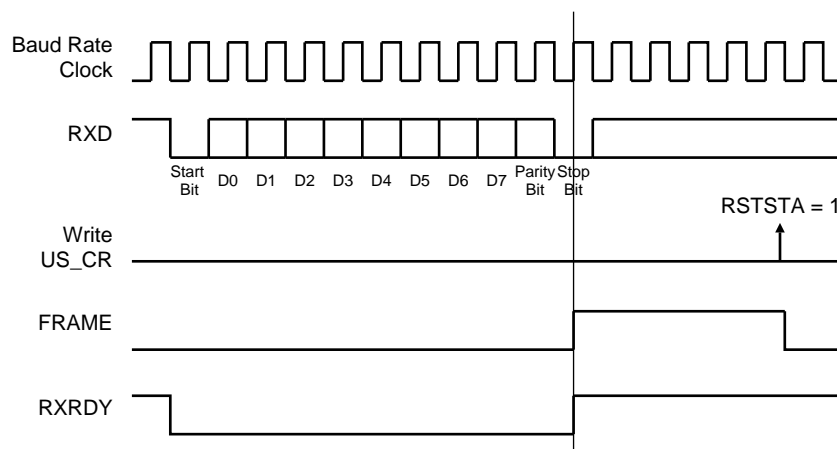 Baud Rate
Clock
RXD
Start
Bit
D0
D1
D2
D3
D4
D5
D6
D7
Parity
Bit
Stop
Bit
RSTSTA = 1
Write
US_CR
FRAME
RXRDY